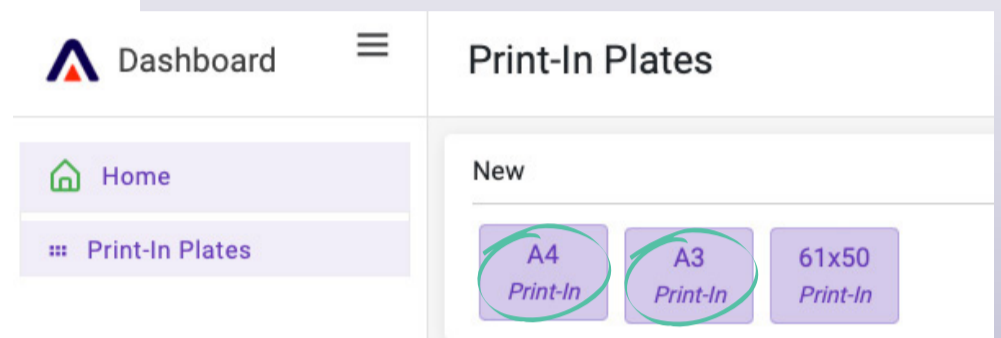 Dashboard
Print-In Plates
Home
Print-In Plates
New
A4
Print-In
A3
Print-In
61x50
Print-In